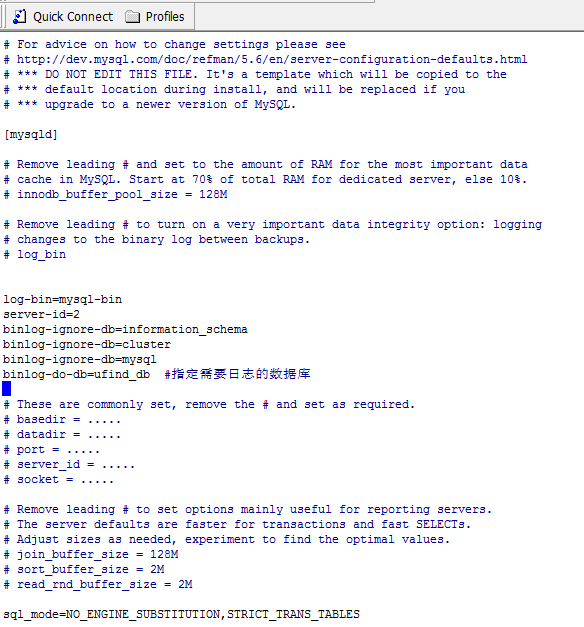 Quick Connect Profiles
# For advice on how to change settings please see
# http://dev.mysql.com/doc/refman/5.6/en/server-configuration-defaults.html
# *** DO NOT EDIT THIS FILE. It's a template which will be copied to the
# *** default location during install, and will be replaced if you
# *** upgrade to a newer version of MySQL.
[mysqld]
# Remove leading # and set to the amount of RAM for the most important data
# cache in MySQL. Start at 70% of total RAM for dedicated server, else 10%.
# innodb_buffer_pool_size = 128M
# Remove leading # to turn on a very important data integrity option: logging
# changes to the binary log between backups.
# log_bin
log-bin=mysql-bin
server-id=2
binlog-ignore-db=information_schema
binlog-ignore-db=cluster
binlog-ignore-db=mysql
binlog-do-db=ufind_db  #指定需要日志的数据库
# These are commonly set, remove the # and set as required.
# basedir = .....
# datadir = .....
# port = .....
# server_id = .....
# socket = .....
# Remove leading # to set options mainly useful for reporting servers.
# The server defaults are faster for transactions and fast SELECTs.
# Adjust sizes as needed, experiment to find the optimal values.
# join_buffer_size = 128M
# sort_buffer_size = 2M
# read_rnd_buffer_size = 2M
sql_mode=NO_ENGINE_SUBSTITUTION,STRICT_TRANS_TABLES